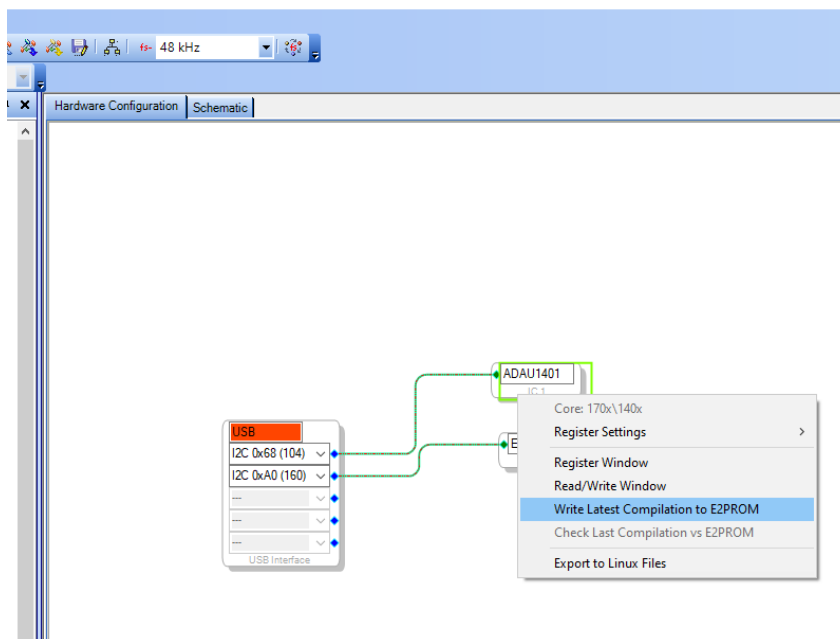 fs- 48 kHz
Hardware Configuration Schematic
ADAU1401
IC 1
Core: 170x\140x
Register Settings
USB
E
I2C 0x68 (104)
Register Window
I2C 0xA0 (160)
Read/Write Window
---
Write Latest Compilation to E2PROM
---
Check Last Compilation vs E2PROM
---
USB Interface
Export to Linux Files